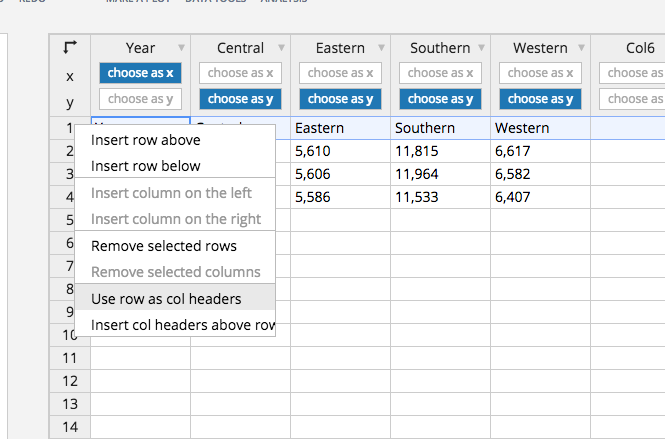 REDO MAKE A PLOT DATA TOOLS ANALYSIS
Year Central Eastern Southern Western Col6
x choose as x choose as x choose as x choose as x choose as x choose as
y choose as y choose as y choose as y choose as y choose as y choose as
1 Eastern Southern Western
2 5,610 11,815 6,617
3 5,606 11,964 6,582
4 5,586 11,533 6,407
5
6
7
8
9
10
11
12
13
14
Insert row above
Insert row below
Insert column on the left
Insert column on the right
Remove selected rows
Remove selected columns
Use row as col headers
Insert col headers above row